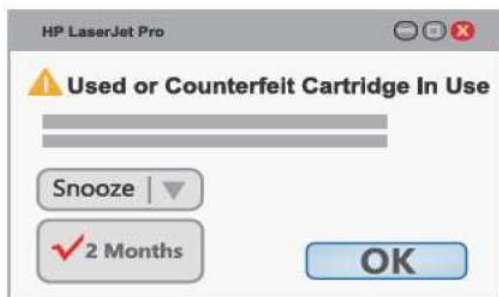 HP LaserJet Pro
Used or Counterfeit Cartridge In Use
Snooze
2 Months
OK